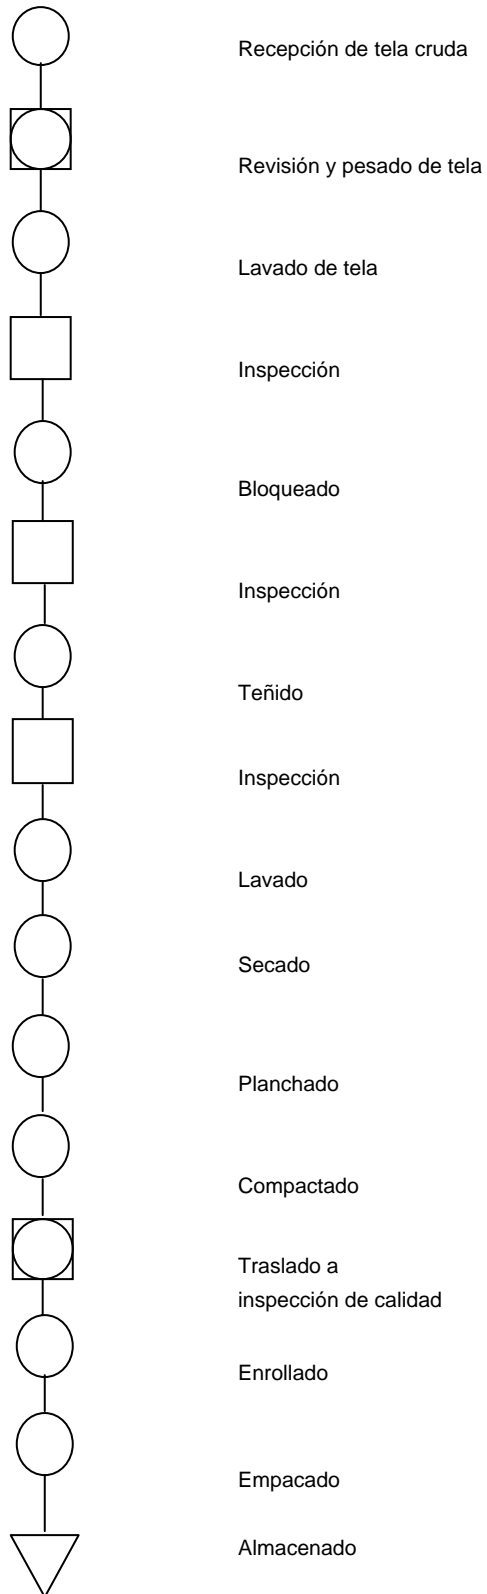 Recepción de tela cruda
Revisión y pesado de tela
Lavado de tela
Inspección
Bloqueado
Inspección
Teñido
Inspección
Lavado
Secado
Planchado
Compactado
Traslado a
inspección de calidad
Enrollado
Empacado
Almacenado